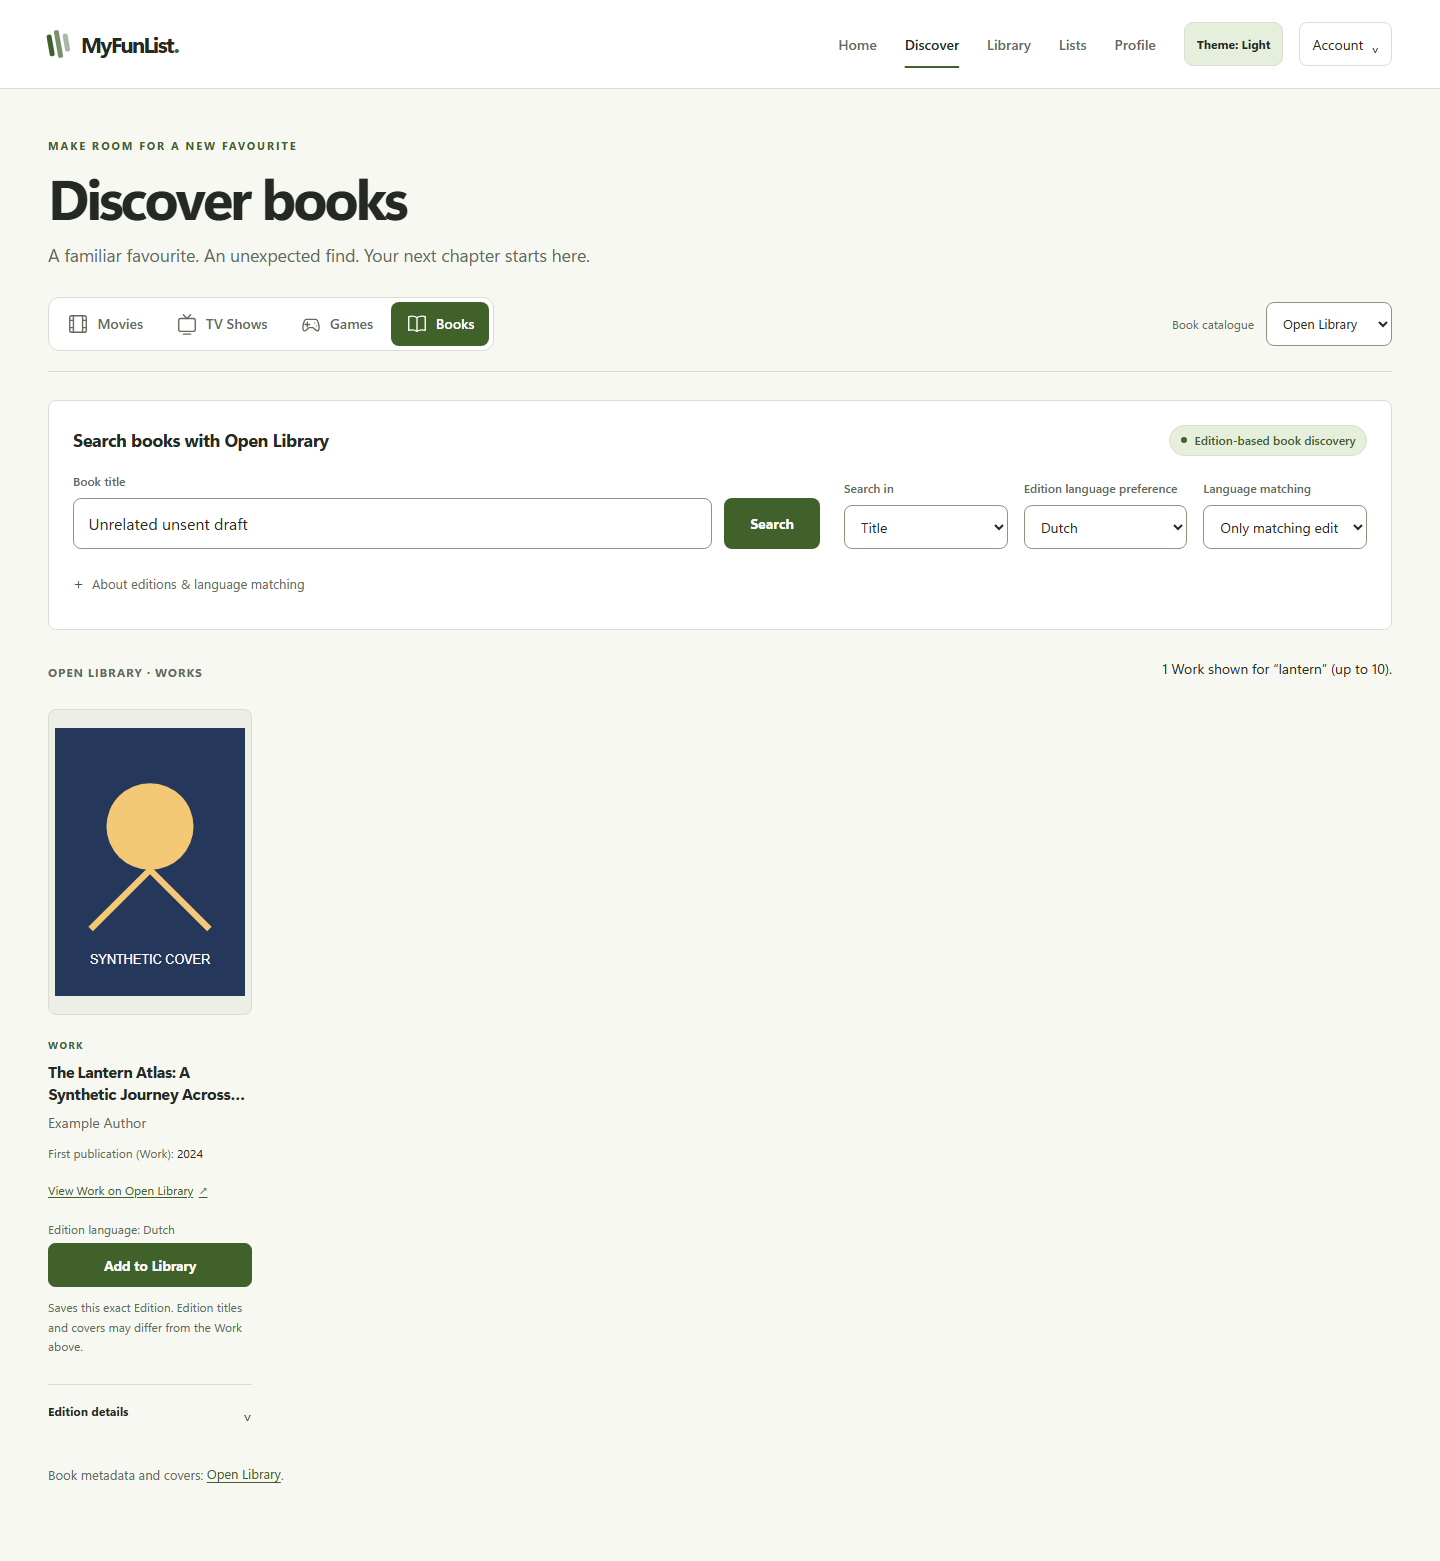 MyFunList.
Home Discover Library Lists Profile Theme: Light Account
MAKE ROOM FOR A NEW FAVOURITE
Discover books
A familiar favourite. An unexpected find. Your next chapter starts here.
Movies TV Shows Games Books
Book catalogue Open Library
Search books with Open Library
Edition-based book discovery
Book title
Search in Edition language preference Language matching
Unrelated unsent draft
Search
Title Dutch Only matching edit
+ About editions & language matching
OPEN LIBRARY · WORKS
1 Work shown for “lantern” (up to 10).
SYNTHETIC COVER
WORK
The Lantern Atlas: A
Synthetic Journey Across…
Example Author
First publication (Work): 2024
View Work on Open Library ↗
Edition language: Dutch
Add to Library
Saves this exact Edition. Edition titles
and covers may differ from the Work
above.
Edition details
Book metadata and covers: Open Library.